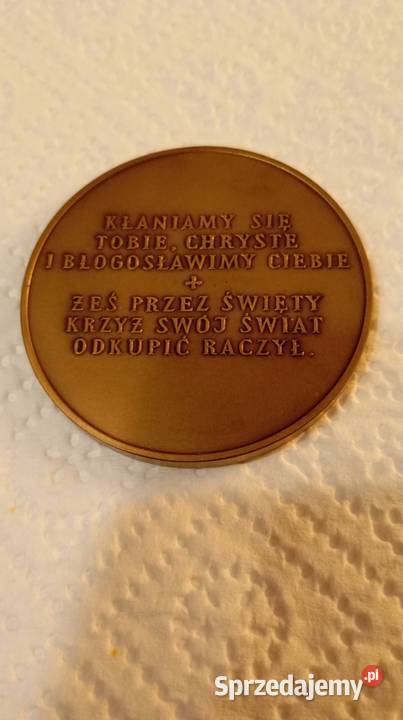 KŁANIAMY SIĘ
TOBIE, CHRYSTE
I BŁOGOSŁAWIMY CIEBIE
+
ŻEŚ PRZEZ ŚWIĘTY
KRZYŻ SWÓJ ŚWIAT
ODKUPIĆ RACZYŁ.
Sprzedajemy.pl